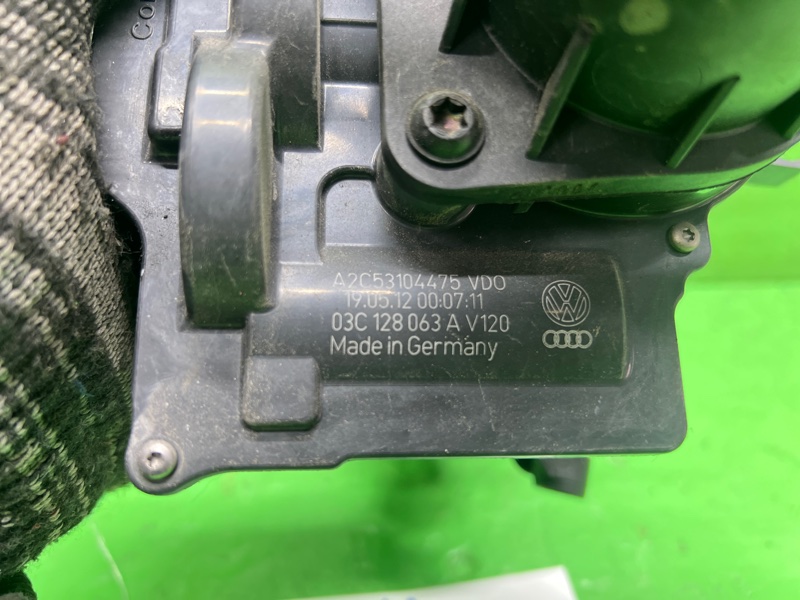 A2C53104475 VDO
19.05.12 00:07:11
03C 128 063 A V120
Made in Germany